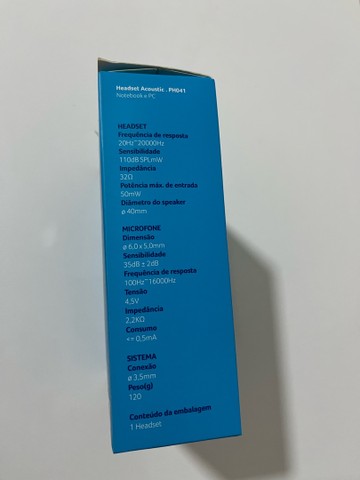 Headset Acoustic . PH041
Notebook e PC
HEADSET
Frequência de resposta
20Hz~20000Hz
Sensibilidade
110dB SPLmW
Impedância
32Ω
Potência máx. de entrada
50mW
Diâmetro do speaker
ø 40mm
MICROFONE
Dimensão
ø 6,0 x 5,0mm
Sensibilidade
35dB ± 2dB
Frequência de resposta
100Hz~16000Hz
Tensão
4,5V
Impedância
2.2KΩ
Consumo
<= 0,5mA
SISTEMA
Conexão
ø 3,5mm
Peso(g)
120
Conteúdo da embalagem
1 Headset